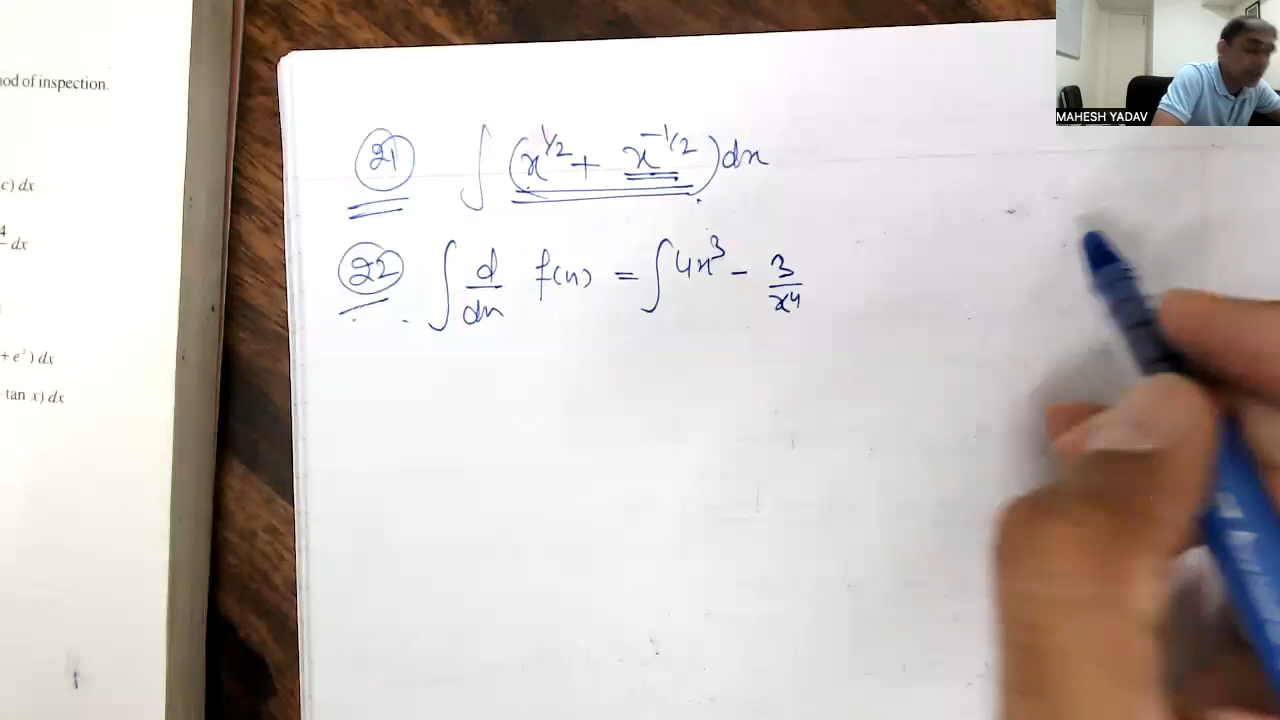 od of inspection.
c) dx
4
dx
+ e^x) dx
tan x) dx
(21) ∫ (x^1/2 + x^-1/2) dx
(22) ∫ d/dx f(x) = ∫ 4x^3 - 3/x^4
MAHESH YADAV